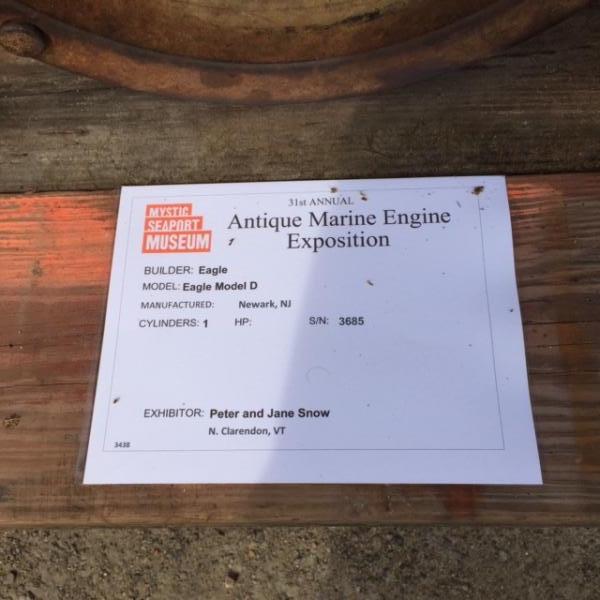 MYSTIC
SEAPORT
MUSEUM
31st ANNUAL
Antique Marine Engine
Exposition
BUILDER: Eagle
MODEL: Eagle Model D
MANUFACTURED: Newark, NJ
CYLINDERS: 1 HP: S/N: 3685
EXHIBITOR: Peter and Jane Snow
N. Clarendon, VT
3438